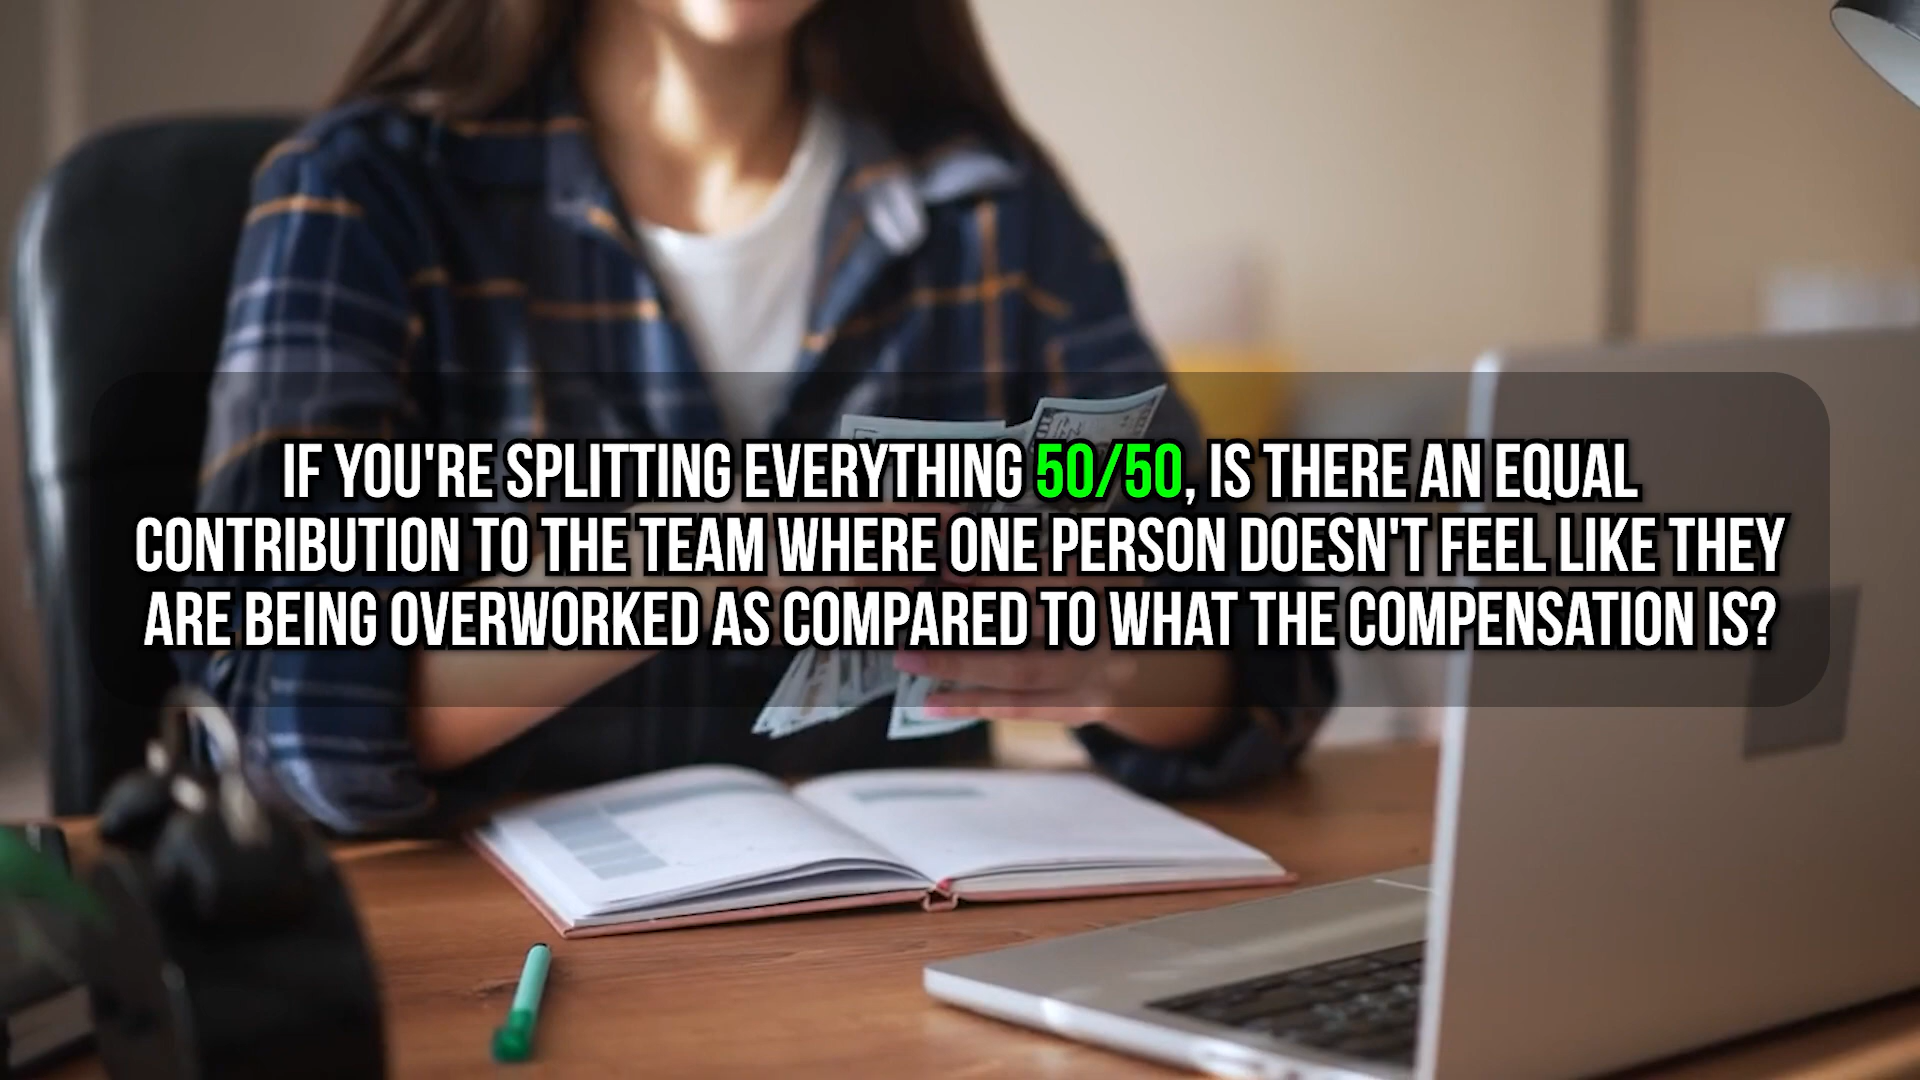 IF YOU'RE SPLITTING EVERYTHING 50/50, IS THERE AN EQUAL
CONTRIBUTION TO THE TEAM WHERE ONE PERSON DOESN'T FEEL LIKE THEY
ARE BEING OVERWORKED AS COMPARED TO WHAT THE COMPENSATION IS?